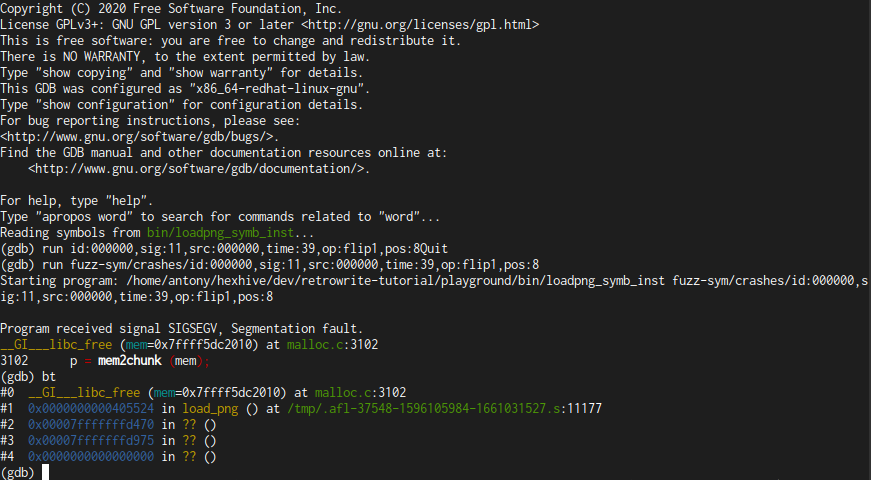 Copyright (C) 2020 Free Software Foundation, Inc.
License GPLv3+: GNU GPL version 3 or later <http://gnu.org/licenses/gpl.html>
This is free software: you are free to change and redistribute it.
There is NO WARRANTY, to the extent permitted by law.
Type "show copying" and "show warranty" for details.
This GDB was configured as "x86_64-redhat-linux-gnu".
Type "show configuration" for configuration details.
For bug reporting instructions, please see:
<http://www.gnu.org/software/gdb/bugs/>.
Find the GDB manual and other documentation resources online at:
    <http://www.gnu.org/software/gdb/documentation/>.

For help, type "help".
Type "apropos word" to search for commands related to "word"...
Reading symbols from bin/loadpng_symb_inst...
(gdb) run id:000000,sig:11,src:000000,time:39,op:flip1,pos:8Quit
(gdb) run fuzz-sym/crashes/id:000000,sig:11,src:000000,time:39,op:flip1,pos:8
Starting program: /home/antony/hexhive/dev/retrowrite-tutorial/playground/bin/loadpng_symb_inst fuzz-sym/crashes/id:000000,s
ig:11,src:000000,time:39,op:flip1,pos:8

Program received signal SIGSEGV, Segmentation fault.
__GI___libc_free (mem=0x7ffff5dc2010) at malloc.c:3102
3102      p = mem2chunk (mem);
(gdb) bt
#0  __GI___libc_free (mem=0x7ffff5dc2010) at malloc.c:3102
#1  0x0000000000405524 in load_png () at /tmp/.afl-37548-1596105984-1661031527.s:11177
#2  0x00007fffffffd470 in ?? ()
#3  0x00007fffffffd975 in ?? ()
#4  0x0000000000000000 in ?? ()
(gdb)